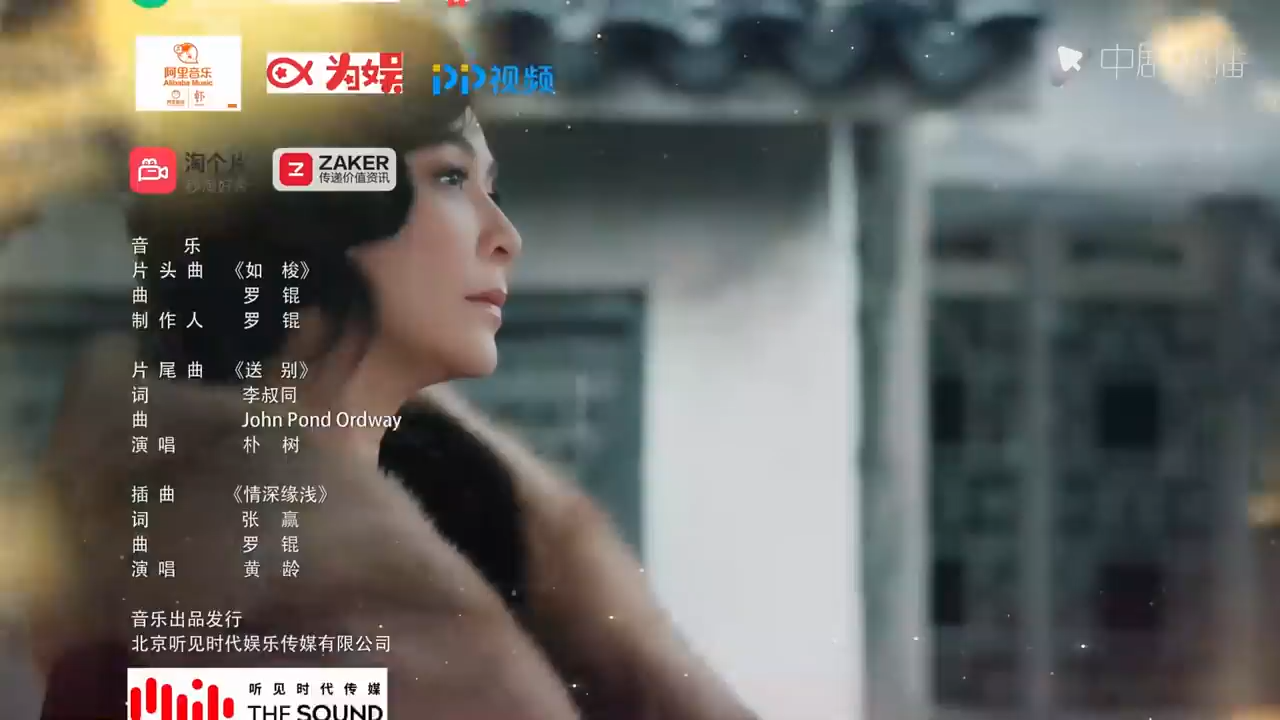 阿里音乐
Alibaba Music
为娱
PP视频
中剧
淘个片
ZAKER
传递价值资讯
音 乐
片头曲 《如 梭》
曲 罗 锟
制作人 罗 锟
片尾曲 《送 别》
词 李叔同
曲 John Pond Ordway
演唱 朴 树
插曲 《情深缘浅》
词 张 赢
曲 罗 锟
演唱 黄 龄
音乐出品发行
北京听见时代娱乐传媒有限公司
听见时代传媒
THE SOUND